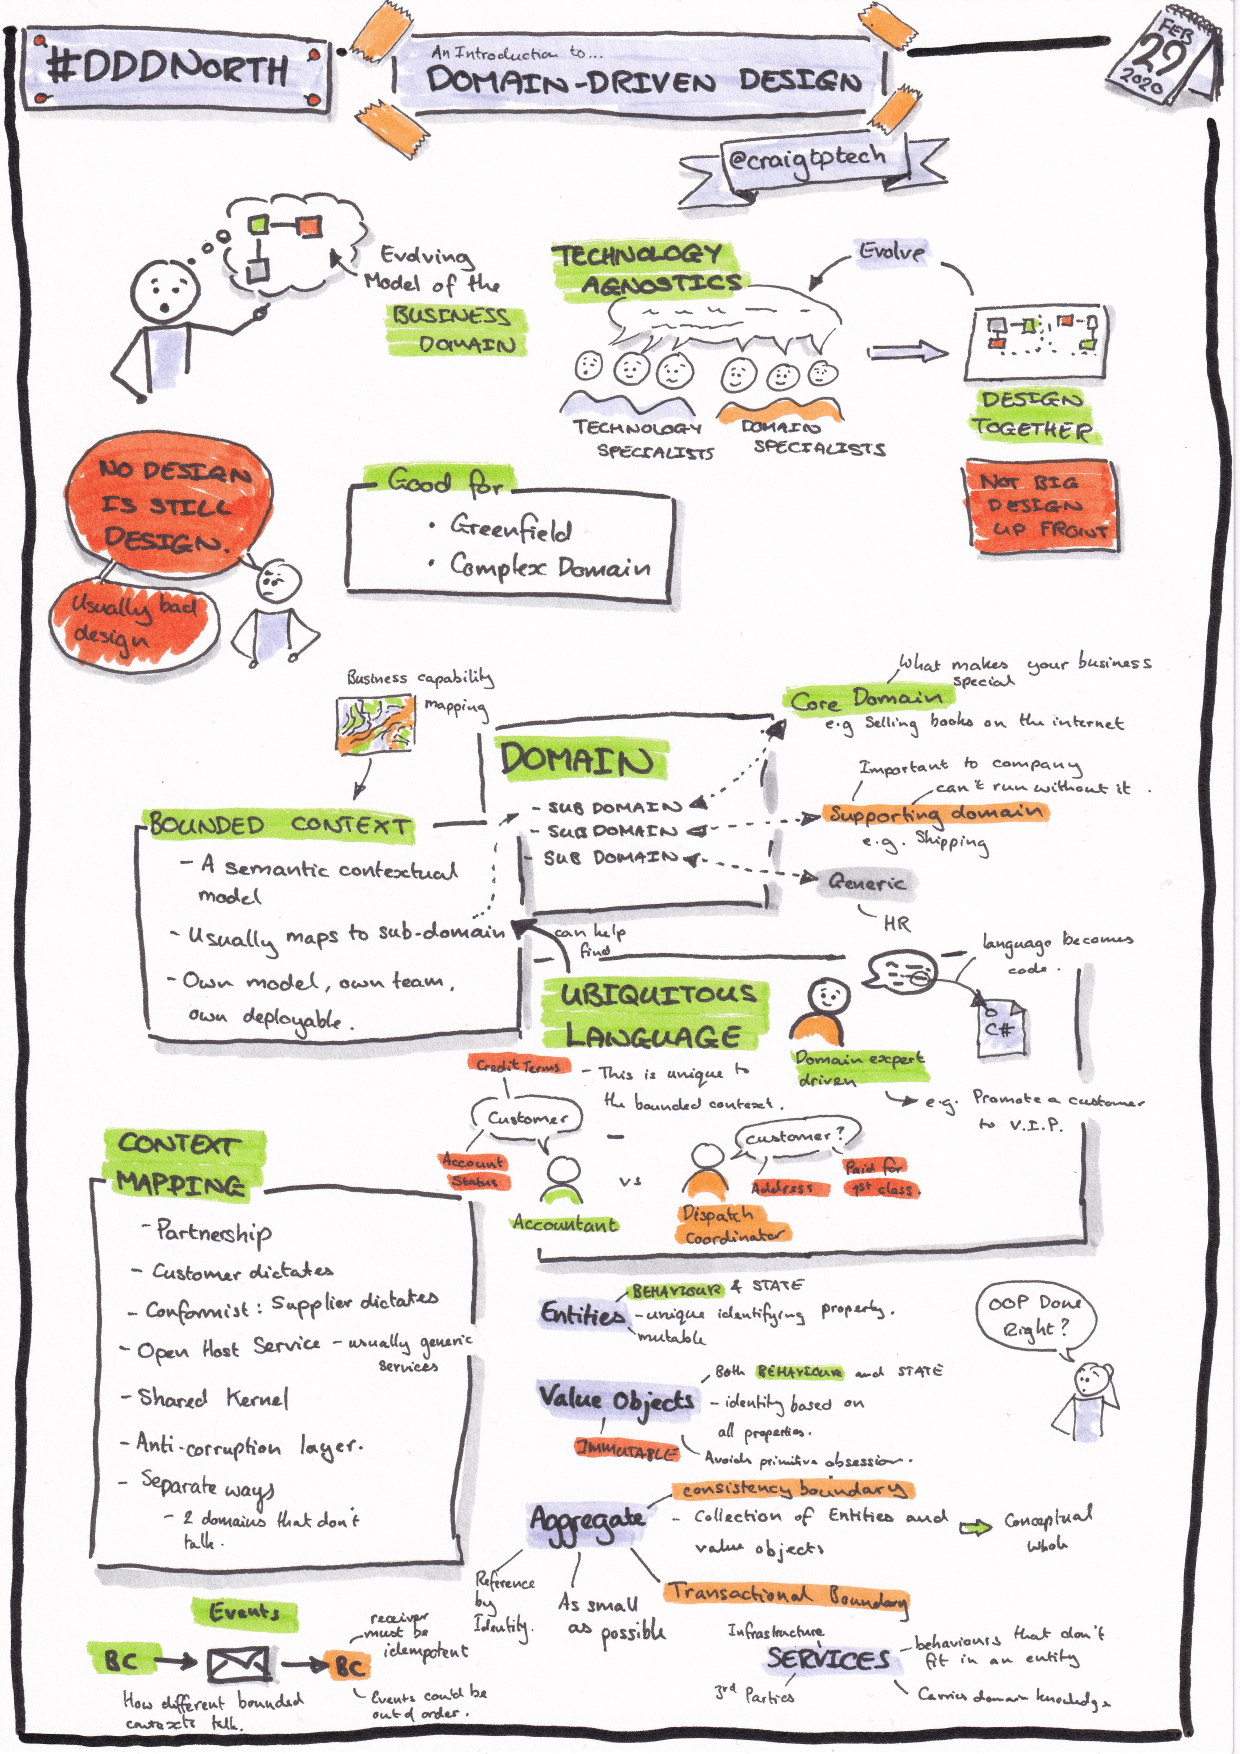 #DDDNORTH
An Introduction to...
DOMAIN-DRIVEN DESIGN
FEB
29
2020
@craigtptech
Evolving
Model of the
BUSINESS
DOMAIN
TECHNOLOGY
AGNOSTICS
Evolve
TECHNOLOGY
SPECIALISTS
DOMAIN
SPECIALISTS
DESIGN
TOGETHER
NOT BIG
DESIGN
UP FRONT
NO DESIGN
IS STILL
DESIGN.
Usually bad
design
Good for
• Greenfield
• Complex Domain
Business capability
mapping
BOUNDED CONTEXT
- A semantic contextual
model
- Usually maps to sub-domain
- Own model, own team,
own deployable.
DOMAIN
- SUB DOMAIN
- SUB DOMAIN
- SUB DOMAIN
What makes your business
special
Core Domain
e.g Selling books on the internet
Important to company
can't run without it.
Supporting domain
e.g. Shipping
Generic
HR
can help
find
UBIQUITOUS
LANGUAGE
language becomes
code.
C#
Domain expert
driven
e.g. Promote a customer
to V.I.P.
- This is unique to
the bounded context.
Credit Terms
Customer
Account
Status
Accountant
vs
customer?
Address
Paid for
1st class.
Dispatch
Coordinator
CONTEXT
MAPPING
- Partnership
- Customer dictates
- Conformist: Supplier dictates
- Open Host Service - usually generic
services
- Shared Kernel
- Anti-corruption layer.
- Separate ways
- 2 domains that don't
talk.
Entities
BEHAVIOUR & STATE
- unique identifying property.
mutable
OOP Done
Right?
Value Objects
Both BEHAVIOUR and STATE
- identity based on
all properties.
Avoids primitive obsession.
IMMUTABLE
Aggregate
consistency boundary
- Collection of Entities and
value objects
Conceptual
whole
Reference
by
Identity.
As small
as possible
Transactional Boundary
Events
BC
BC
receiver
must be
idempotent
How different bounded
contexts talk.
Events could be
out of order.
Infrastructure
SERVICES
3rd Parties
behaviours that don't
fit in an entity
Carries domain knowledge